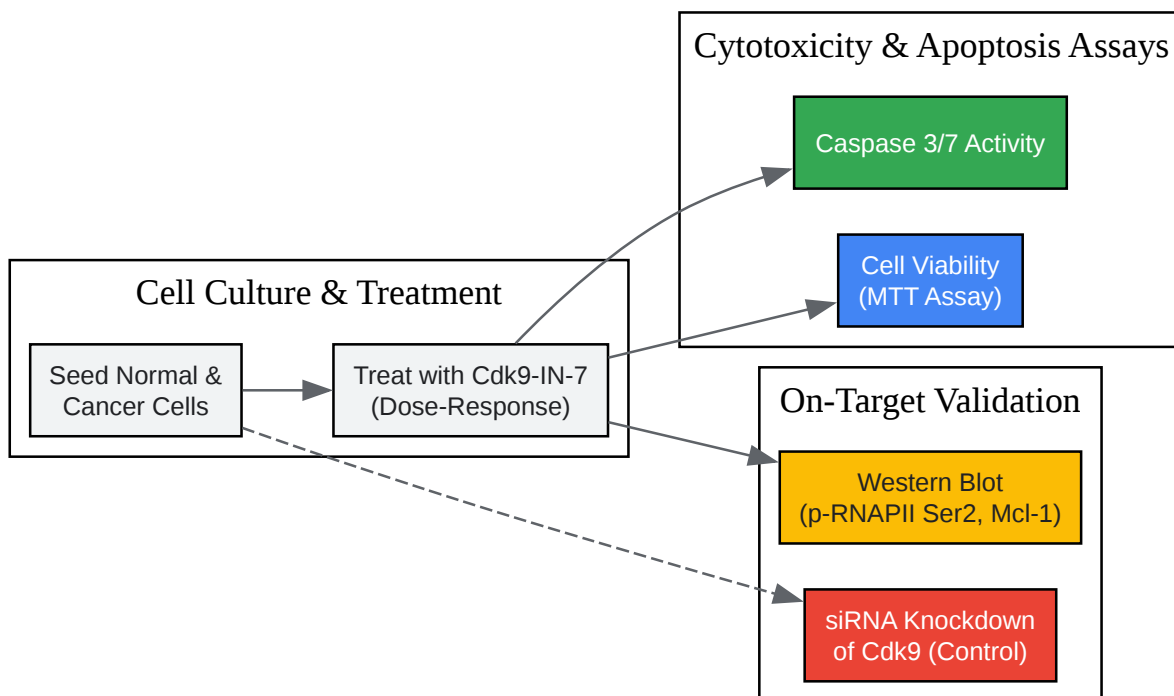 Cytotoxicity & Apoptosis Assays
Caspase 3/7 Activity
Cell Viability
(MTT Assay)
Cell Culture & Treatment
Seed Normal &
Cancer Cells
Treat with Cdk9-IN-7
(Dose-Response)
On-Target Validation
Western Blot
(p-RNAPII Ser2, Mcl-1)
siRNA Knockdown
of Cdk9 (Control)